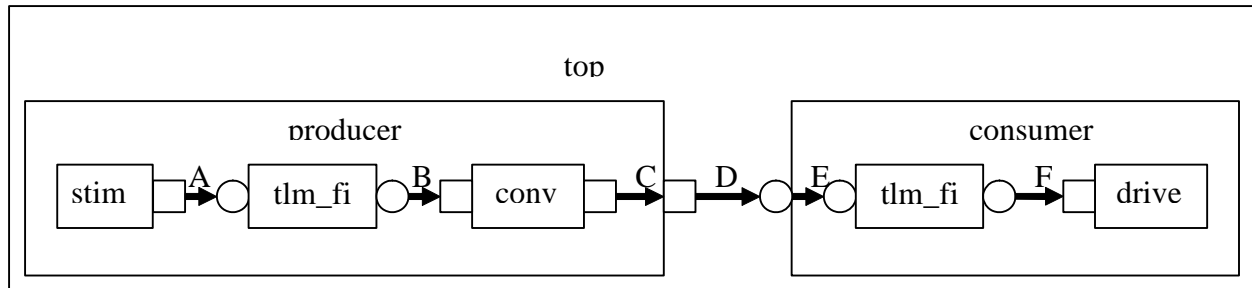 top
producer
consumer
A B C D E F
stim tlm_fi conv tlm_fi drive